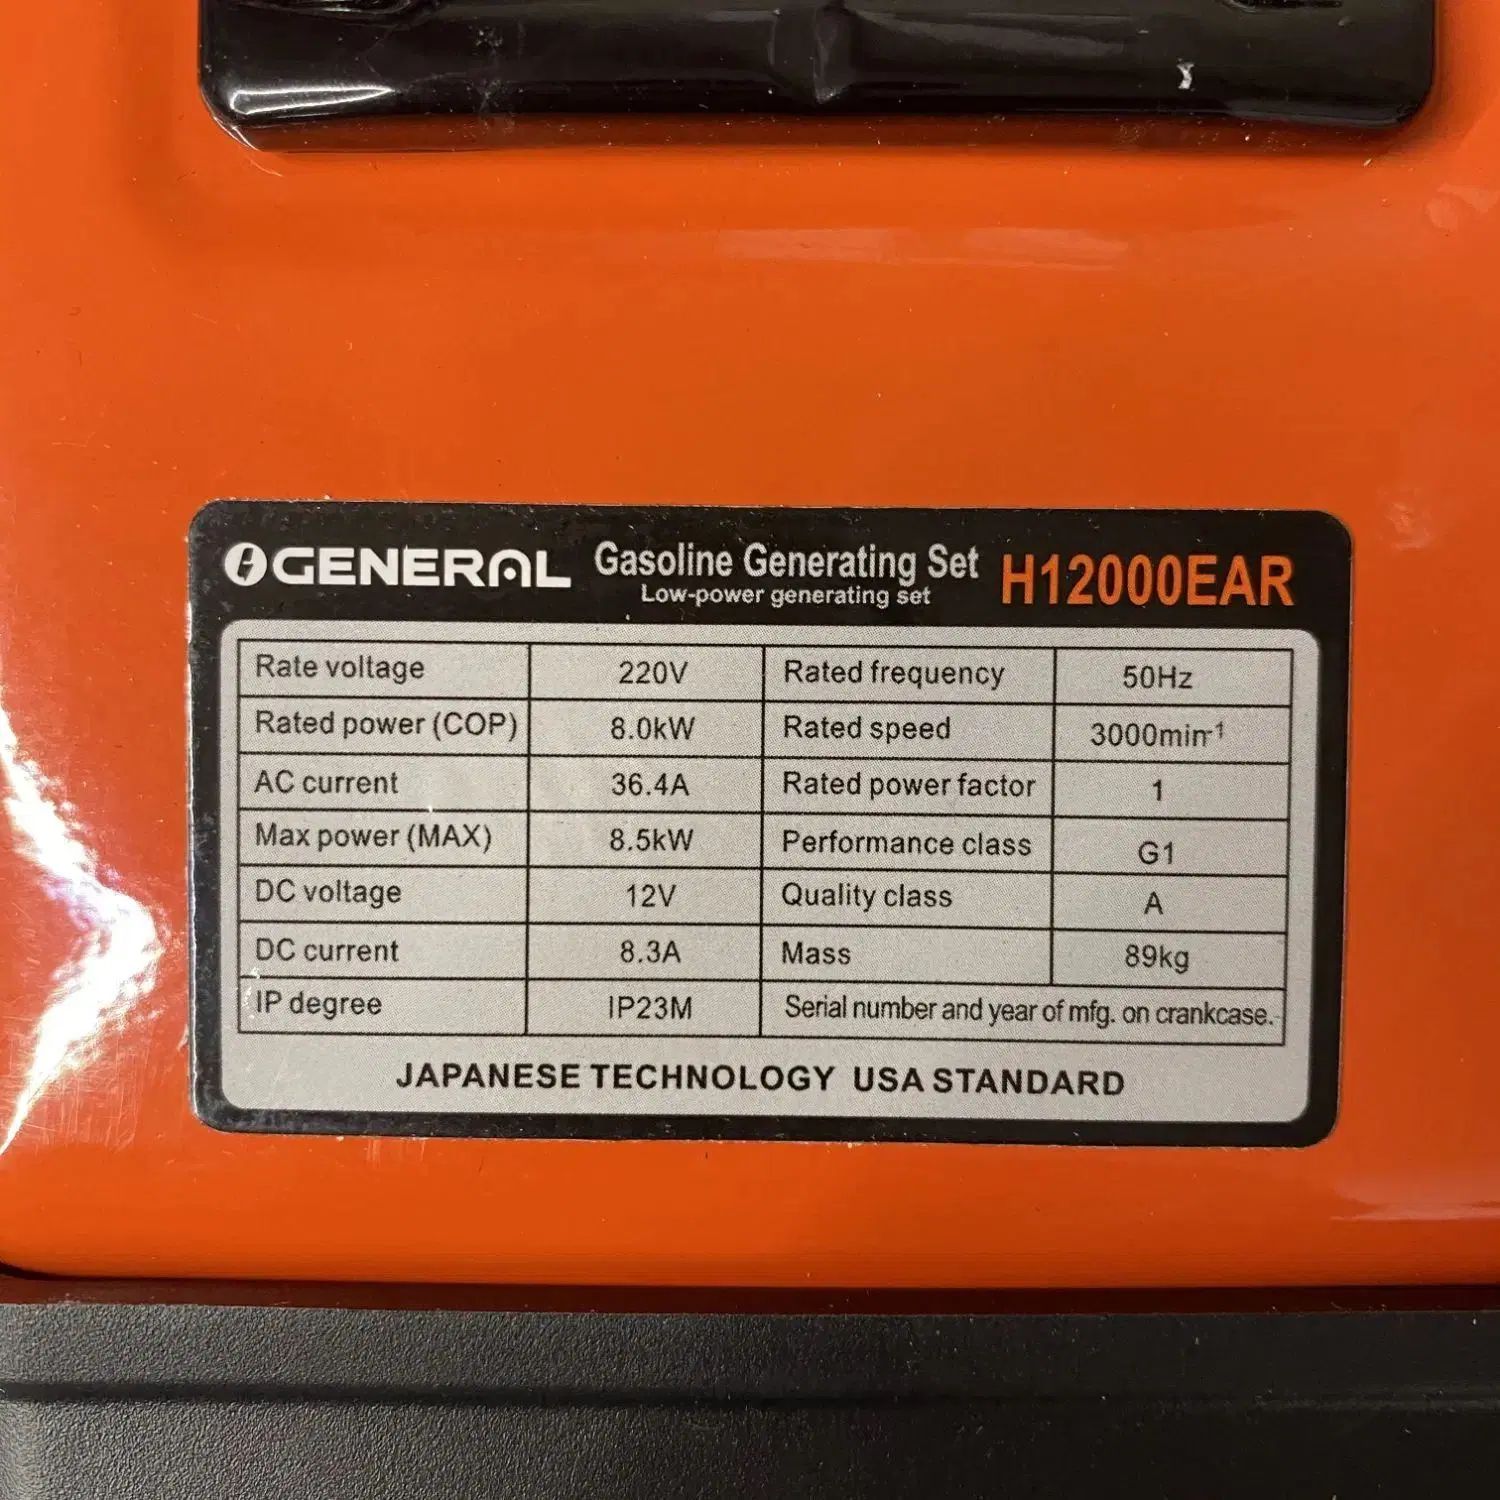 GENERAL Gasoline Generating Set H12000EAR
Low-power generating set
Rate voltage 220V Rated frequency 50Hz
Rated power (COP) 8.0kW Rated speed 3000min-1
AC current 36.4A Rated power factor 1
Max power (MAX) 8.5kW Performance class G1
DC voltage 12V Quality class A
DC current 8.3A Mass 89kg
IP degree IP23M Serial number and year of mfg. on crankcase.
JAPANESE TECHNOLOGY USA STANDARD